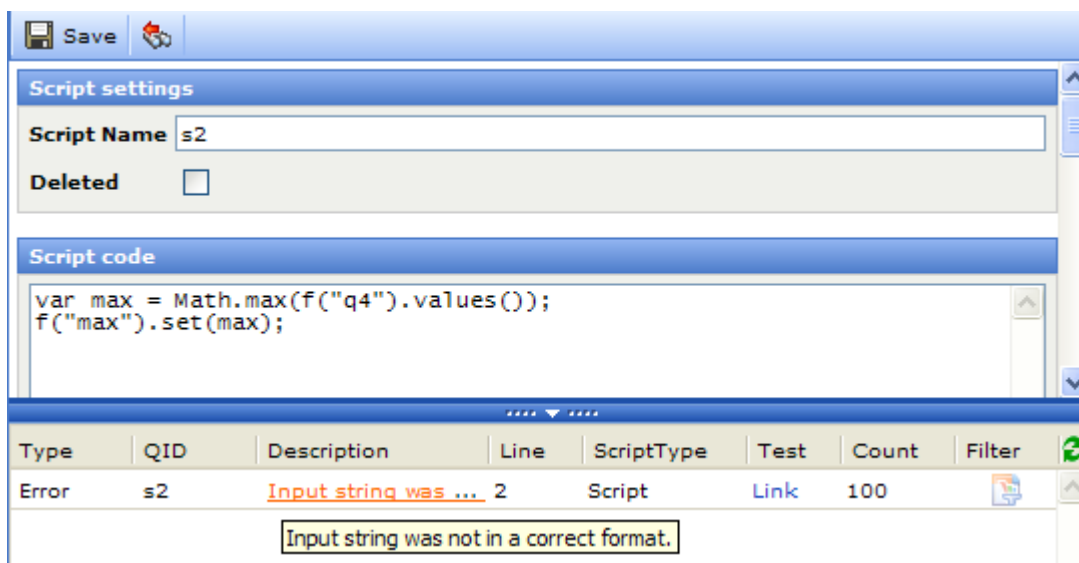 Save
Script settings
Script Name s2
Deleted
Script code
var max = Math.max(f("q4").values());
f("max").set(max);
Type QID Description Line ScriptType Test Count Filter
Error s2 Input string was ... 2 Script Link 100
Input string was not in a correct format.